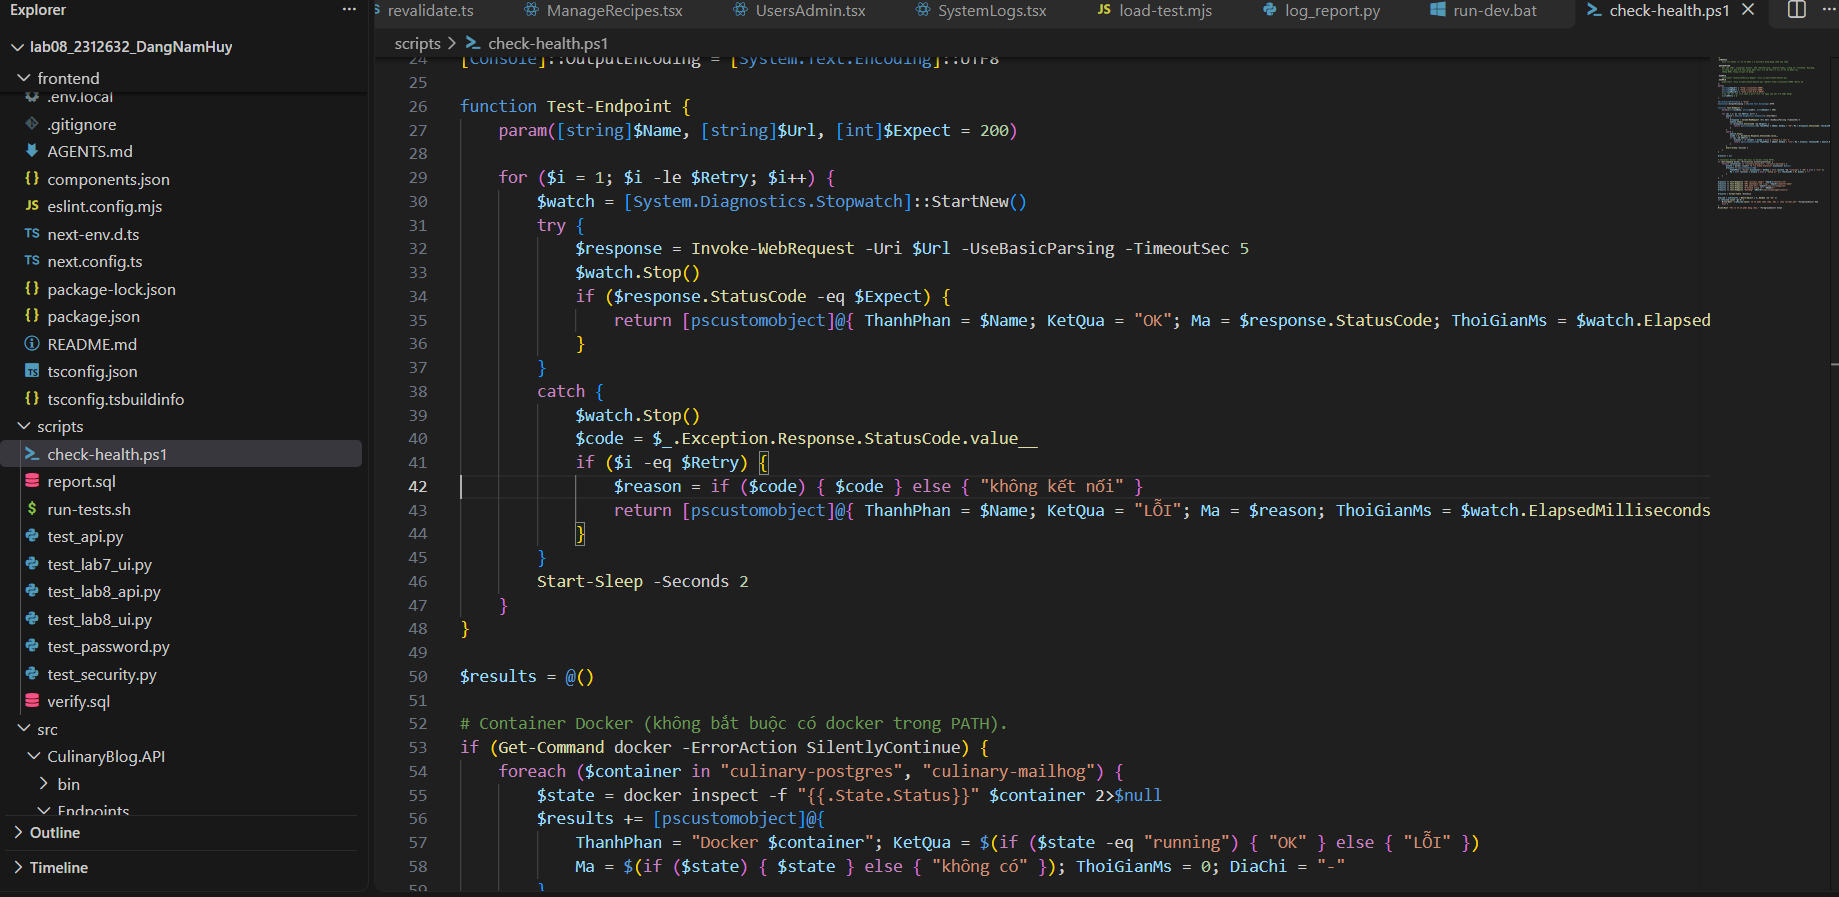 Explorer
lab08_2312632_DangNamHuy
frontend
.env.local
.gitignore
AGENTS.md
components.json
eslint.config.mjs
next-env.d.ts
next.config.ts
package-lock.json
package.json
README.md
tsconfig.json
tsconfig.tsbuildinfo
scripts
check-health.ps1
report.sql
run-tests.sh
test_api.py
test_lab7_ui.py
test_lab8_api.py
test_lab8_ui.py
test_password.py
test_security.py
verify.sql
src
CulinaryBlog.API
bin
Endpoints
Outline
Timeline
revalidate.ts ManageRecipes.tsx UsersAdmin.tsx SystemLogs.tsx load-test.mjs log_report.py run-dev.bat check-health.ps1
scripts > check-health.ps1
24 [Console]::OutputEncoding = [System.Text.Encoding]::UTF8
25
26 function Test-Endpoint {
27 param([string]$Name, [string]$Url, [int]$Expect = 200)
28
29 for ($i = 1; $i -le $Retry; $i++) {
30 $watch = [System.Diagnostics.Stopwatch]::StartNew()
31 try {
32 $response = Invoke-WebRequest -Uri $Url -UseBasicParsing -TimeoutSec 5
33 $watch.Stop()
34 if ($response.StatusCode -eq $Expect) {
35 return [pscustomobject]@{ ThanhPhan = $Name; KetQua = "OK"; Ma = $response.StatusCode; ThoiGianMs = $watch.Elapsed
36 }
37 }
38 catch {
39 $watch.Stop()
40 $code = $_.Exception.Response.StatusCode.value__
41 if ($i -eq $Retry) {
42 $reason = if ($code) { $code } else { "không kết nối" }
43 return [pscustomobject]@{ ThanhPhan = $Name; KetQua = "LỖI"; Ma = $reason; ThoiGianMs = $watch.ElapsedMilliseconds
44 }
45 }
46 Start-Sleep -Seconds 2
47 }
48 }
49
50 $results = @()
51
52 # Container Docker (không bắt buộc có docker trong PATH).
53 if (Get-Command docker -ErrorAction SilentlyContinue) {
54 foreach ($container in "culinary-postgres", "culinary-mailhog") {
55 $state = docker inspect -f "{{.State.Status}}" $container 2>$null
56 $results += [pscustomobject]@{
57 ThanhPhan = "Docker $container"; KetQua = $(if ($state -eq "running") { "OK" } else { "LỖI" })
58 Ma = $(if ($state) { $state } else { "không có" }); ThoiGianMs = 0; DiaChi = "-"
59 }